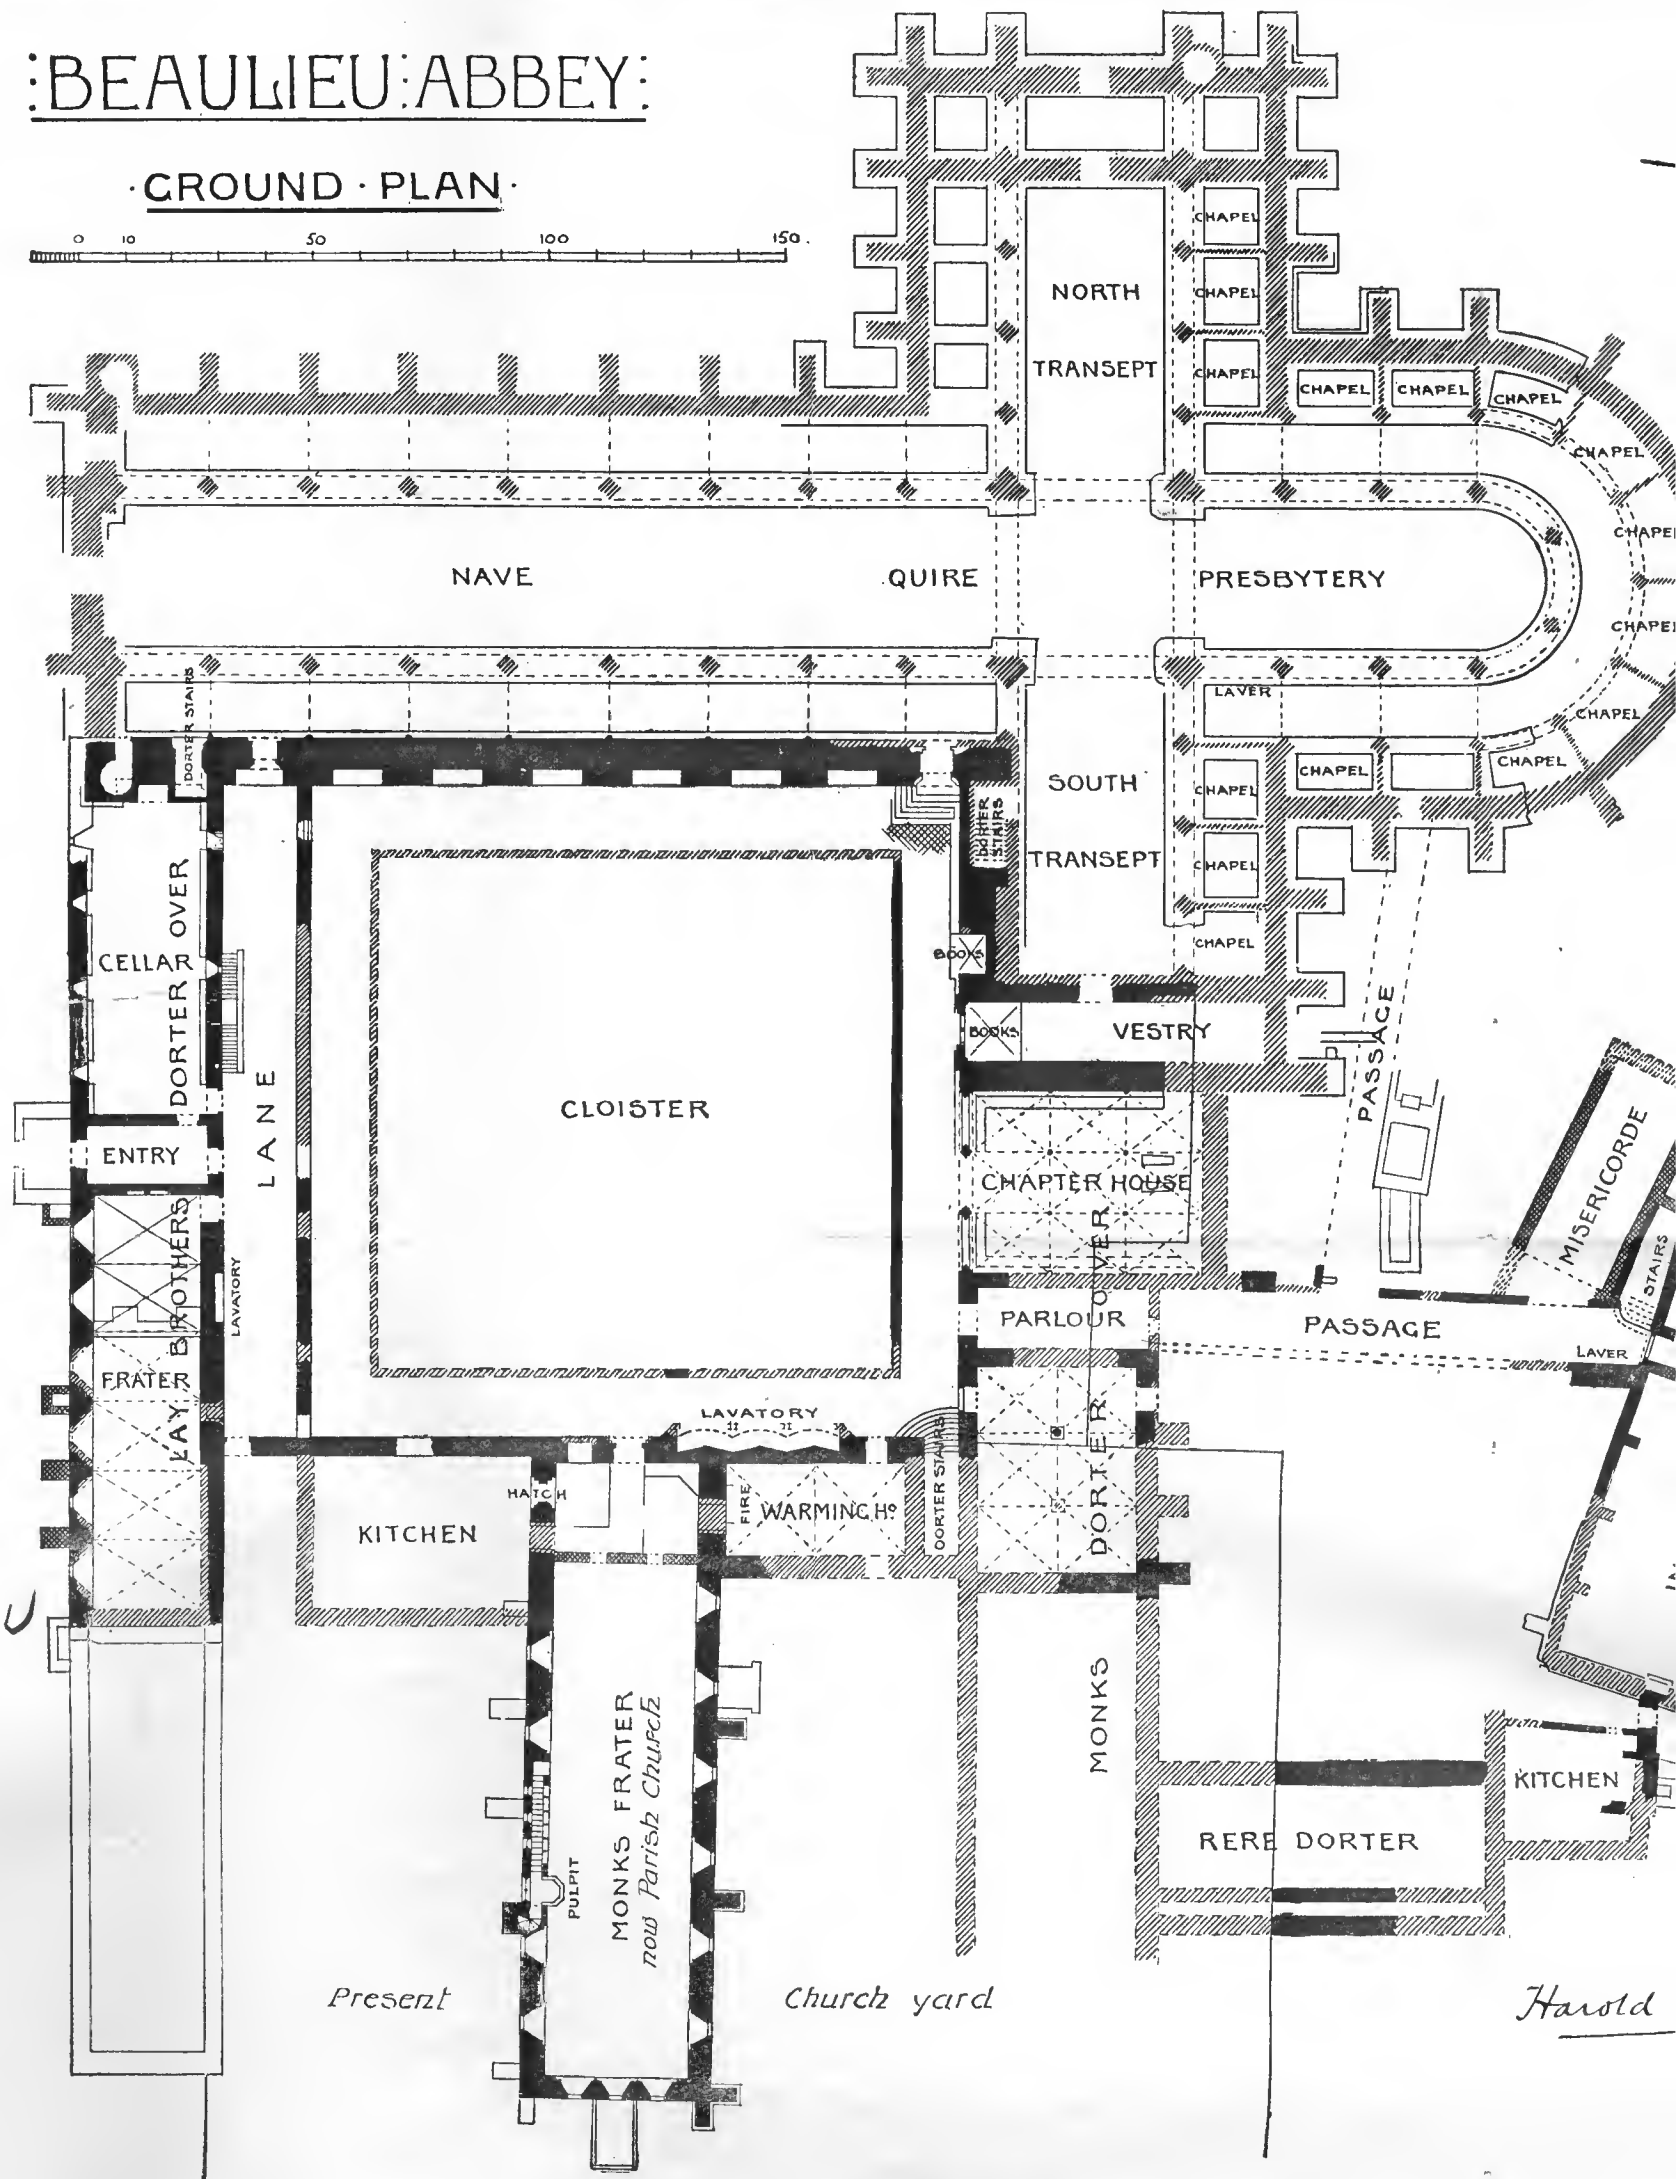 :BEAULIEU:ABBEY:
·GROUND·PLAN·
0 10 50 100 150.
CHAPEL
CHAPEL
NORTH
TRANSEPT
CHAPEL
CHAPEL
CHAPEL
CHAPEL
CHAPEL
CHAPEL
NAVE
QUIRE
PRESBYTERY
CHAPEL
DORTER STAIRS
LAVER
CHAPEL
CHAPEL
CHAPEL
SOUTH
TRANSEPT
CHAPEL
CHAPEL
CHAPEL
CHAPEL
DORTER
STAIRS
CELLAR
DORTER OVER
BOOKS
BOOKS
VESTRY
PASSAGE
LANE
CLOISTER
ENTRY
CHAPTER HOUSE
MISERICORDE
STAIRS
LAVATORY
LAY BROTHERS
FRATER
PARLOUR
PASSAGE
LAVER
LAVATORY
MONKS DORTER OVER
HATCH
KITCHEN
FIRE
WARMING Ho.
DORTER STAIRS
MONKS FRATER
now Parish Church
PULPIT
KITCHEN
RERE DORTER
Present Church yard
Harold